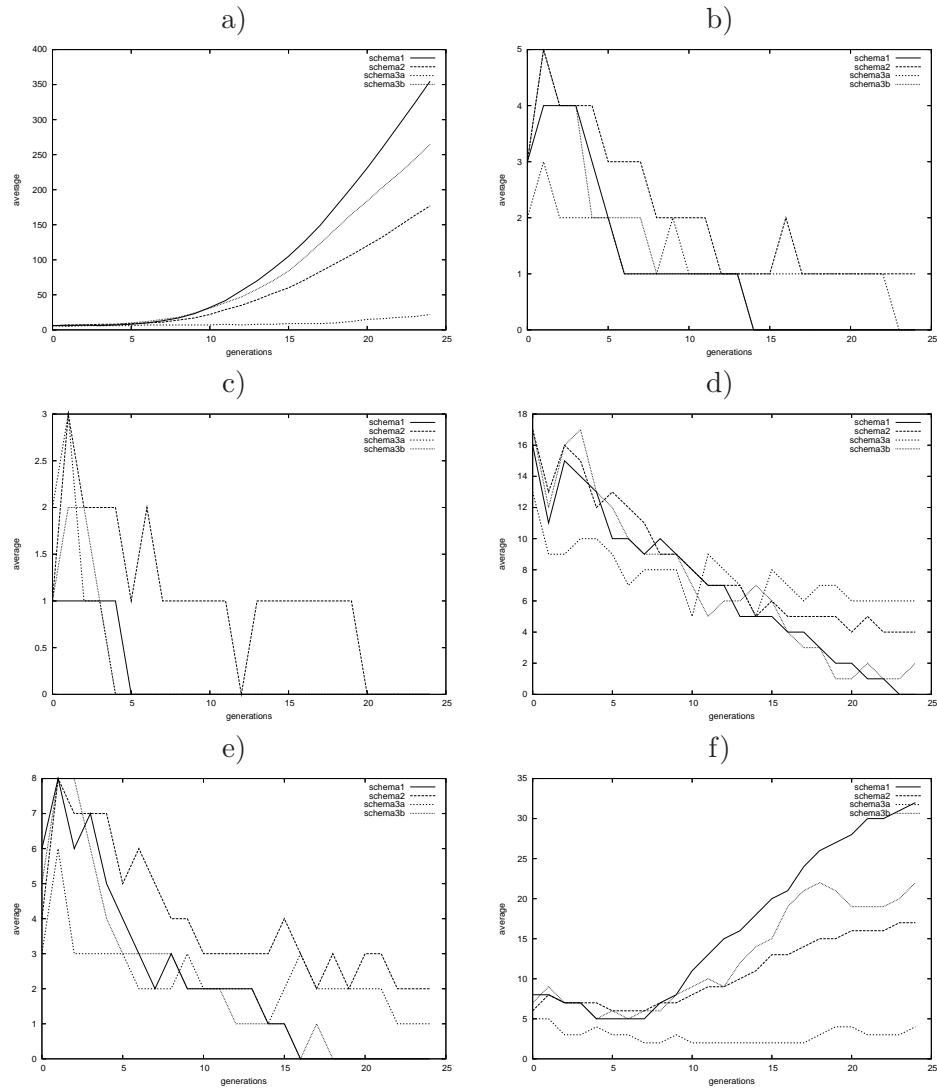 a)
400
350
300
250
200
150
100
50
0
average
0 5 10 15 20 25
generations
schema1
schema2
schema3a
schema3b
b)
5
4
3
2
1
0
average
0 5 10 15 20 25
generations
schema1
schema2
schema3a
schema3b
c)
3
2.5
2
1.5
1
0.5
0
average
0 5 10 15 20 25
generations
schema1
schema2
schema3a
schema3b
d)
18
16
14
12
10
8
6
4
2
0
average
0 5 10 15 20 25
generations
schema1
schema2
schema3a
schema3b
e)
8
7
6
5
4
3
2
1
0
average
0 5 10 15 20 25
generations
schema1
schema2
schema3a
schema3b
f)
35
30
25
20
15
10
5
0
average
0 5 10 15 20 25
generations
schema1
schema2
schema3a
schema3b